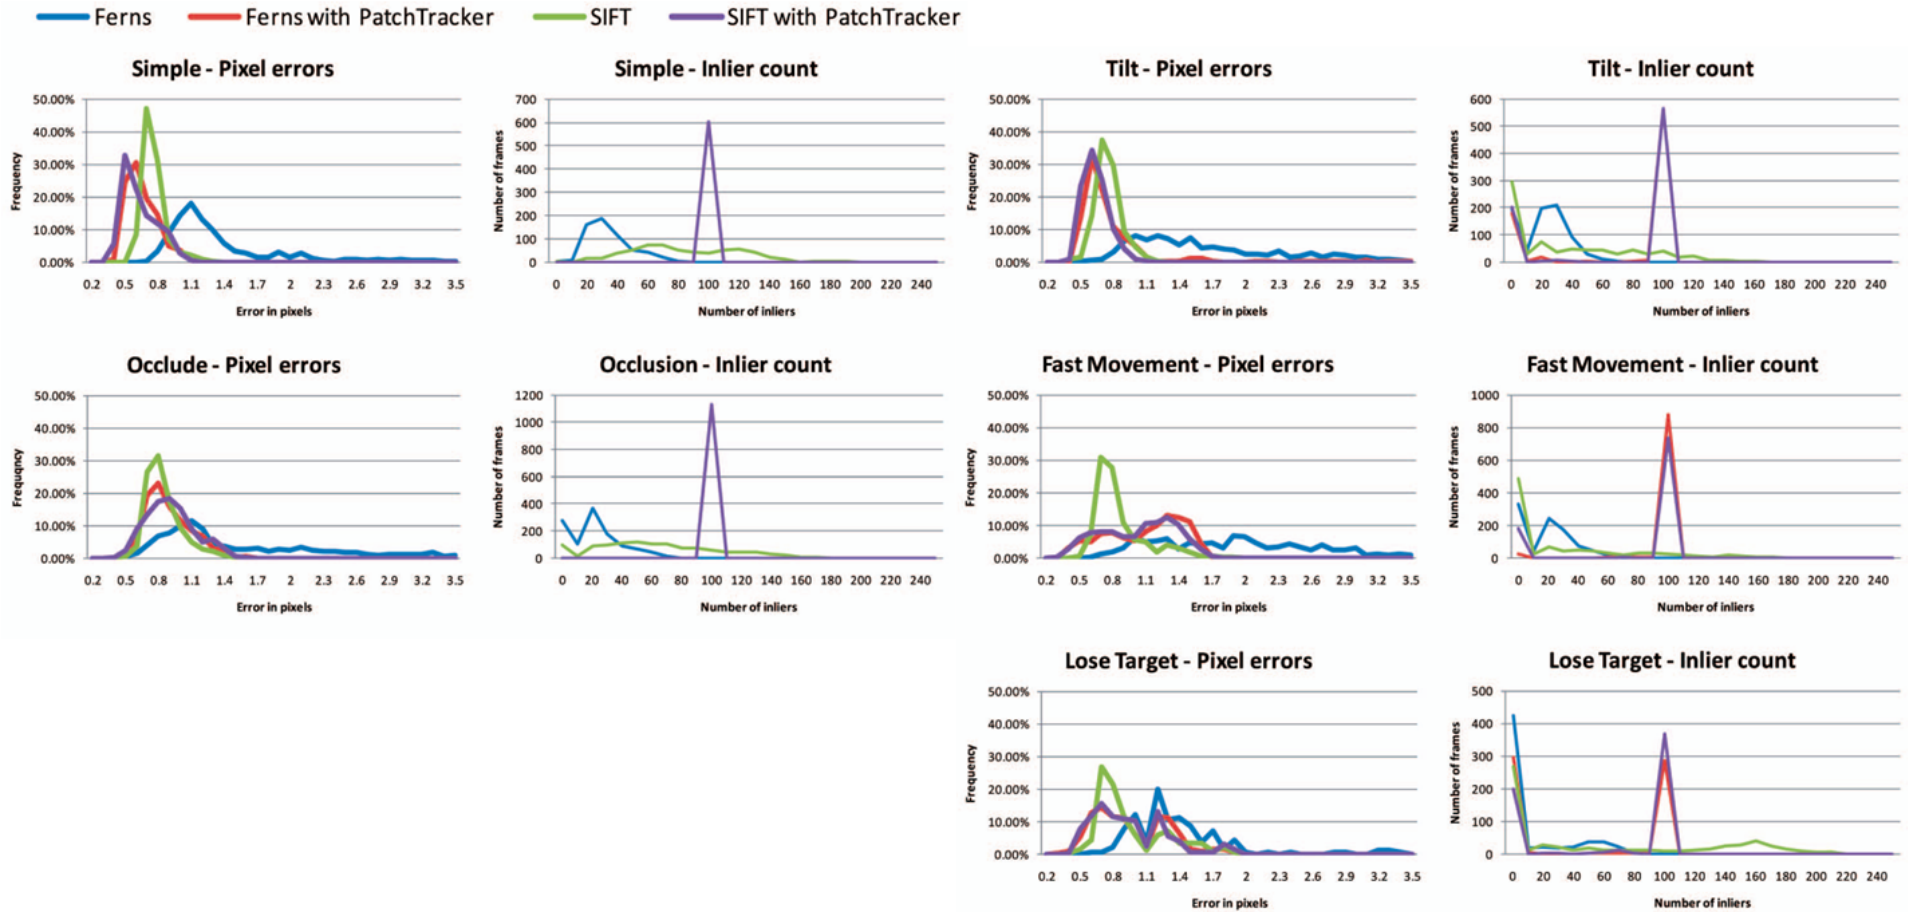 Ferns Ferns with PatchTracker SIFT SIFT with PatchTracker
Simple - Pixel errors
50.00%
40.00%
30.00%
20.00%
10.00%
0.00%
Frequency
0.2 0.5 0.8 1.1 1.4 1.7 2 2.3 2.6 2.9 3.2 3.5
Error in pixels
Simple - Inlier count
700
600
500
400
300
200
100
0
Number of frames
0 20 40 60 80 100 120 140 160 180 200 220 240
Number of inliers
Tilt - Pixel errors
50.00%
40.00%
30.00%
20.00%
10.00%
0.00%
Frequency
0.2 0.5 0.8 1.1 1.4 1.7 2 2.3 2.6 2.9 3.2 3.5
Error in pixels
Tilt - Inlier count
600
500
400
300
200
100
0
Number of frames
0 20 40 60 80 100 120 140 160 180 200 220 240
Number of inliers
Occlude - Pixel errors
50.00%
40.00%
30.00%
20.00%
10.00%
0.00%
Frequqncy
0.2 0.5 0.8 1.1 1.4 1.7 2 2.3 2.6 2.9 3.2 3.5
Error in pixels
Occlusion - Inlier count
1200
1000
800
600
400
200
0
Number of frames
0 20 40 60 80 100 120 140 160 180 200 220 240
Number of inliers
Fast Movement - Pixel errors
50.00%
40.00%
30.00%
20.00%
10.00%
0.00%
Frequency
0.2 0.5 0.8 1.1 1.4 1.7 2 2.3 2.6 2.9 3.2 3.5
Error in pixels
Fast Movement - Inlier count
1000
800
600
400
200
0
Number of frames
0 20 40 60 80 100 120 140 160 180 200 220 240
Number of inliers
Lose Target - Pixel errors
50.00%
40.00%
30.00%
20.00%
10.00%
0.00%
Frequency
0.2 0.5 0.8 1.1 1.4 1.7 2 2.3 2.6 2.9 3.2 3.5
Error in pixels
Lose Target - Inlier count
500
400
300
200
100
0
Number of frames
0 20 40 60 80 100 120 140 160 180 200 220 240
Number of inliers